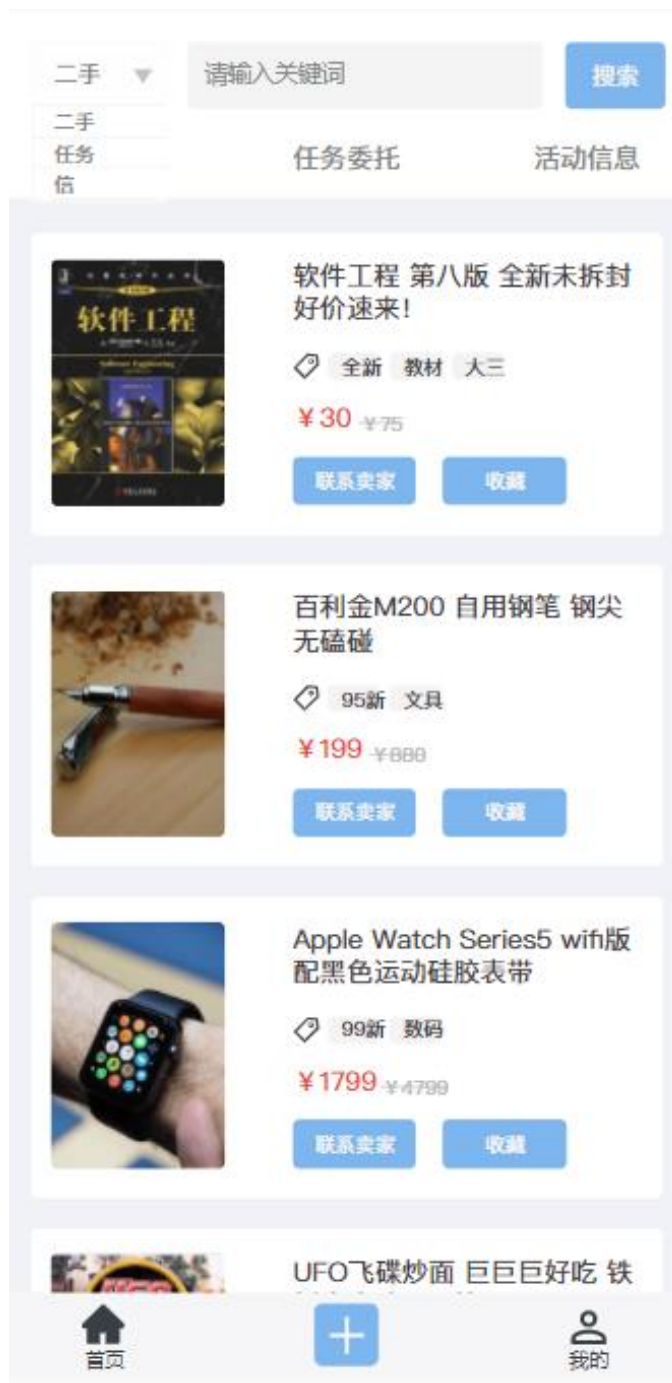 二手 ▼ 请输入关键词 搜索
二手
任务
信
任务委托 活动信息
软件工程
软件工程 第八版 全新未拆封
好价速来!
全新 教材 大三
¥30 ¥75
联系卖家 收藏
百利金M200 自用钢笔 钢尖
无磕碰
95新 文具
¥199 ¥880
联系卖家 收藏
Apple Watch Series5 wifi版
配黑色运动硅胶表带
99新 数码
¥1799 ¥4799
联系卖家 收藏
UFO飞碟炒面 巨巨巨好吃 铁
首页 我的